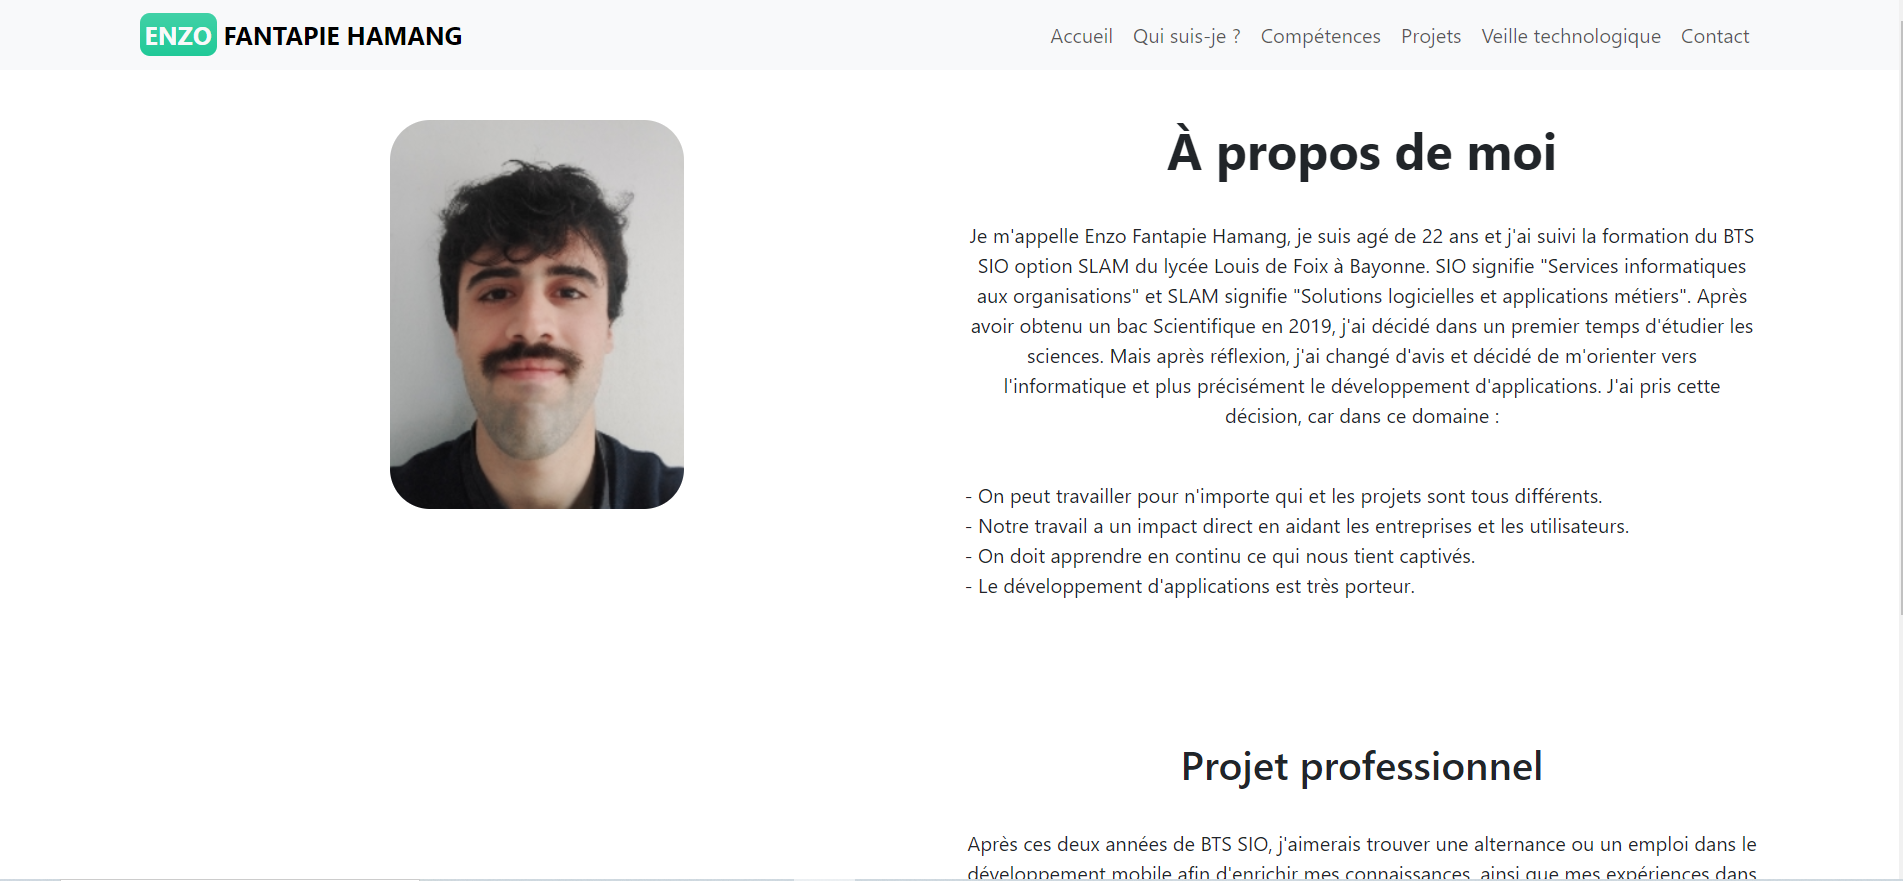 ENZO FANTAPIE HAMANG
Accueil Qui suis-je ? Compétences Projets Veille technologique Contact
À propos de moi
Je m'appelle Enzo Fantapie Hamang, je suis agé de 22 ans et j'ai suivi la formation du BTS
SIO option SLAM du lycée Louis de Foix à Bayonne. SIO signifie "Services informatiques
aux organisations" et SLAM signifie "Solutions logicielles et applications métiers". Après
avoir obtenu un bac Scientifique en 2019, j'ai décidé dans un premier temps d'étudier les
sciences. Mais après réflexion, j'ai changé d'avis et décidé de m'orienter vers
l'informatique et plus précisément le développement d'applications. J'ai pris cette
décision, car dans ce domaine :
- On peut travailler pour n'importe qui et les projets sont tous différents.
- Notre travail a un impact direct en aidant les entreprises et les utilisateurs.
- On doit apprendre en continu ce qui nous tient captivés.
- Le développement d'applications est très porteur.
Projet professionnel
Après ces deux années de BTS SIO, j'aimerais trouver une alternance ou un emploi dans le
développement mobile afin d'enrichir mes connaissances, ainsi que mes expériences dans